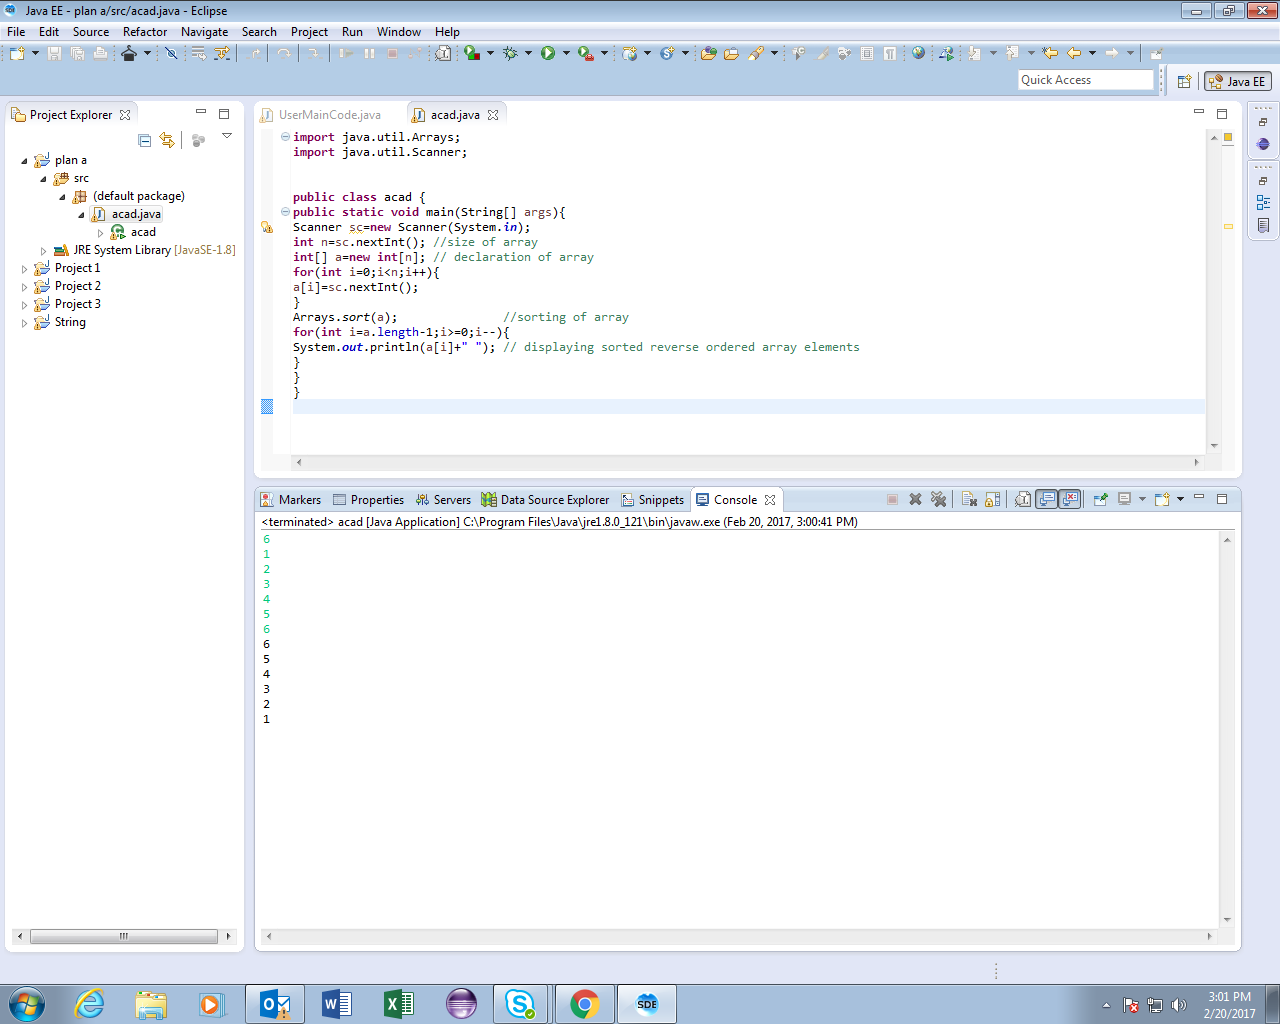 Java EE - plan a/src/acad.java - Eclipse
File Edit Source Refactor Navigate Search Project Run Window Help
Quick Access
Java EE
Project Explorer
plan a
src
(default package)
acad.java
acad
JRE System Library [JavaSE-1.8]
Project 1
Project 2
Project 3
String
UserMainCode.java
acad.java
import java.util.Arrays;
import java.util.Scanner;
public class acad {
public static void main(String[] args){
Scanner sc=new Scanner(System.in);
int n=sc.nextInt(); //size of array
int[] a=new int[n]; // declaration of array
for(int i=0;i<n;i++){
a[i]=sc.nextInt();
}
Arrays.sort(a); //sorting of array
for(int i=a.length-1;i>=0;i--){
System.out.println(a[i]+" "); // displaying sorted reverse ordered array elements
}
}
}
Markers Properties Servers Data Source Explorer Snippets Console
<terminated> acad [Java Application] C:\Program Files\Java\jre1.8.0_121\bin\javaw.exe (Feb 20, 2017, 3:00:41 PM)
6
1
2
3
4
5
6
6
5
4
3
2
1
SDE
3:01 PM
2/20/2017